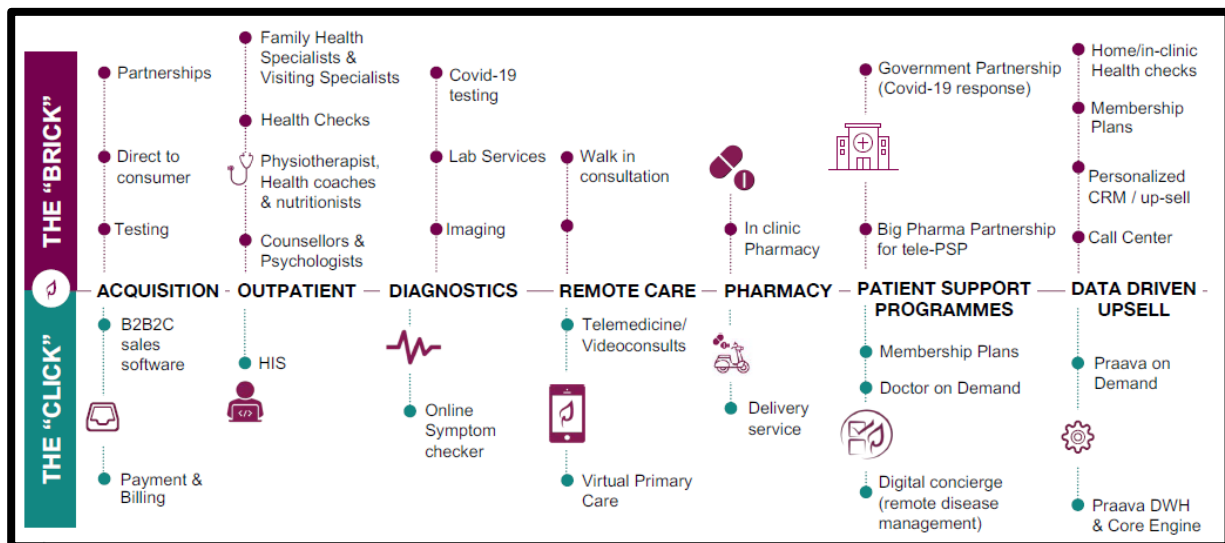 THE "BRICK"
Partnerships
Direct to
consumer
Testing
Family Health
Specialists &
Visiting Specialists
Health Checks
Physiotherapist,
Health coaches
& nutritionists
Counsellors &
Psychologists
Covid-19
testing
Lab Services
Imaging
Walk in
consultation
In clinic
Pharmacy
Government Partnership
(Covid-19 response)
Big Pharma Partnership
for tele-PSP
Home/in-clinic
Health checks
Membership
Plans
Personalized
CRM / up-sell
Call Center
ACQUISITION
OUTPATIENT
DIAGNOSTICS
REMOTE CARE
PHARMACY
PATIENT SUPPORT
PROGRAMMES
DATA DRIVEN
UPSELL
THE "CLICK"
B2B2C
sales
software
Payment &
Billing
HIS
Online
Symptom
checker
Telemedicine/
Videoconsults
Virtual Primary
Care
Delivery
service
Membership Plans
Doctor on Demand
Digital concierge
(remote disease
management)
Praava on
Demand
Praava DWH
& Core Engine